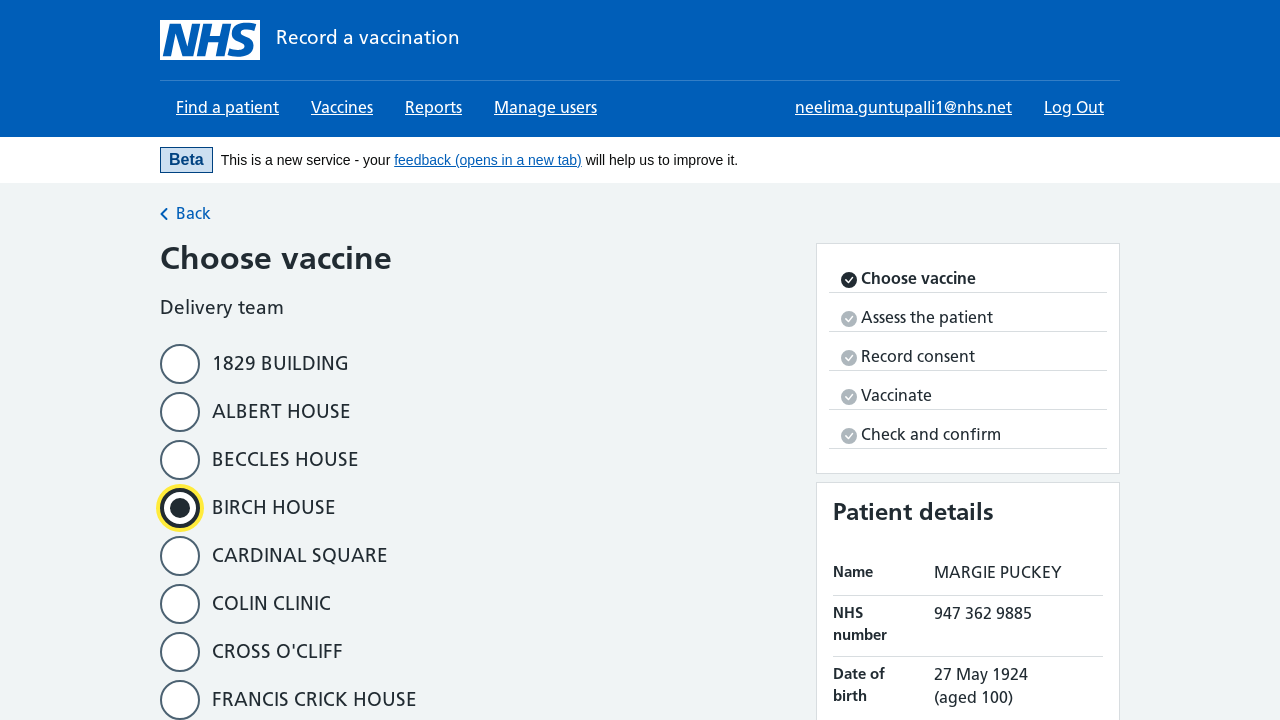 NHS Record a vaccination
Find a patient Vaccines Reports Manage users neelima.guntupalli1@nhs.net Log Out
Beta This is a new service - your feedback (opens in a new tab) will help us to improve it.
Back
Choose vaccine
Delivery team
1829 BUILDING
ALBERT HOUSE
BECCLES HOUSE
BIRCH HOUSE
CARDINAL SQUARE
COLIN CLINIC
CROSS O'CLIFF
FRANCIS CRICK HOUSE
Choose vaccine
Assess the patient
Record consent
Vaccinate
Check and confirm
Patient details
Name MARGIE PUCKEY
NHS number 947 362 9885
Date of birth 27 May 1924
(aged 100)